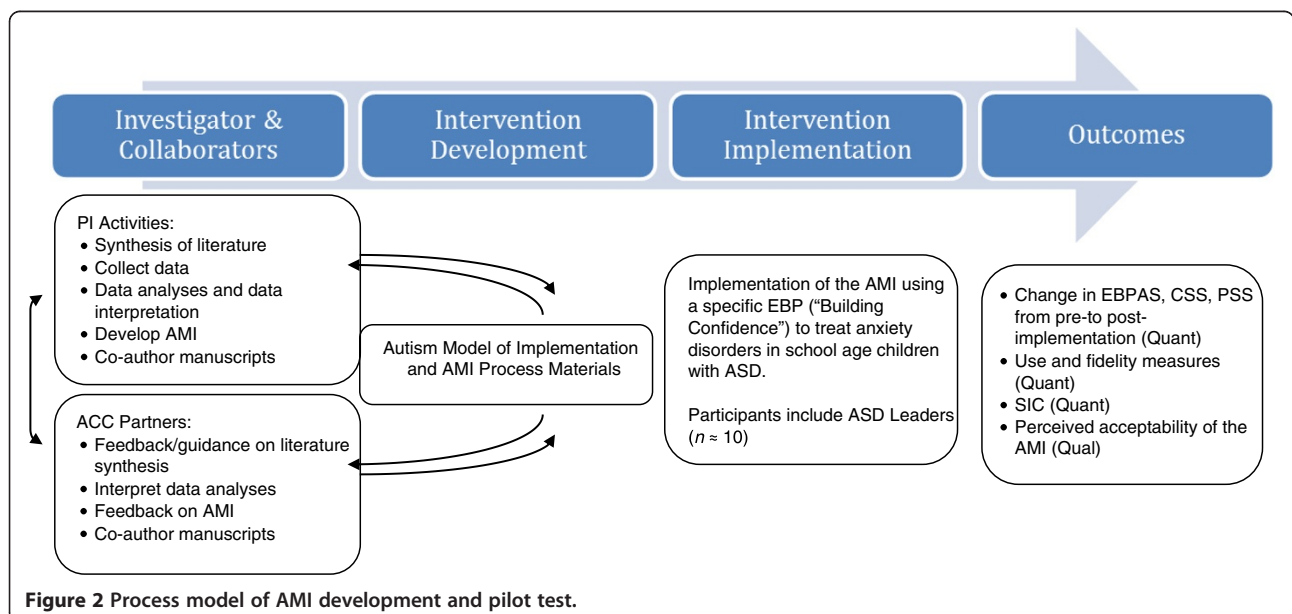 Investigator &
Collaborators
Intervention
Development
Intervention
Implementation
Outcomes
PI Activities:
• Synthesis of literature
• Collect data
• Data analyses and data
interpretation
• Develop AMI
• Co-author manuscripts
ACC Partners:
• Feedback/guidance on literature
synthesis
• Interpret data analyses
• Feedback on AMI
• Co-author manuscripts
Autism Model of Implementation
and AMI Process Materials
Implementation of the AMI using
a specific EBP (“Building
Confidence”) to treat anxiety
disorders in school age children
with ASD.
Participants include ASD Leaders
(n ≈ 10)
• Change in EBPAS, CSS, PSS
from pre-to post-
implementation (Quant)
• Use and fidelity measures
(Quant)
• SIC (Quant)
• Perceived acceptability of the
AMI (Qual)
Figure 2 Process model of AMI development and pilot test.